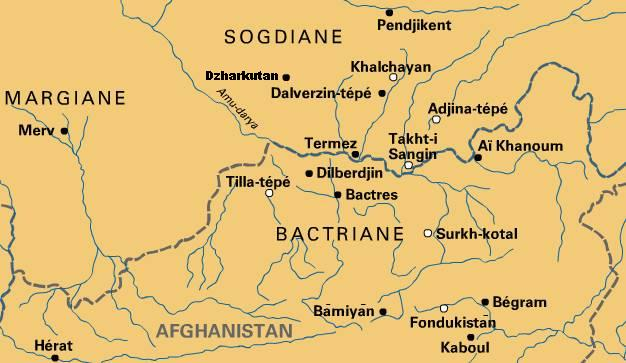 Pendjikent
SOGDIANE
Khalchayan
Dzharkutan
Dalverzin-tépé
MARGIANE
Amu-darya
Adjina-tépé
Merv
Termez
Takht-i
Sangin
Aï Khanoum
Dilberdjin
Tilla-tépé
Bactres
BACTRIANE
Surkh-kotal
Bāmiyān
Bégram
Fondukistān
AFGHANISTAN
Hérat
Kaboul